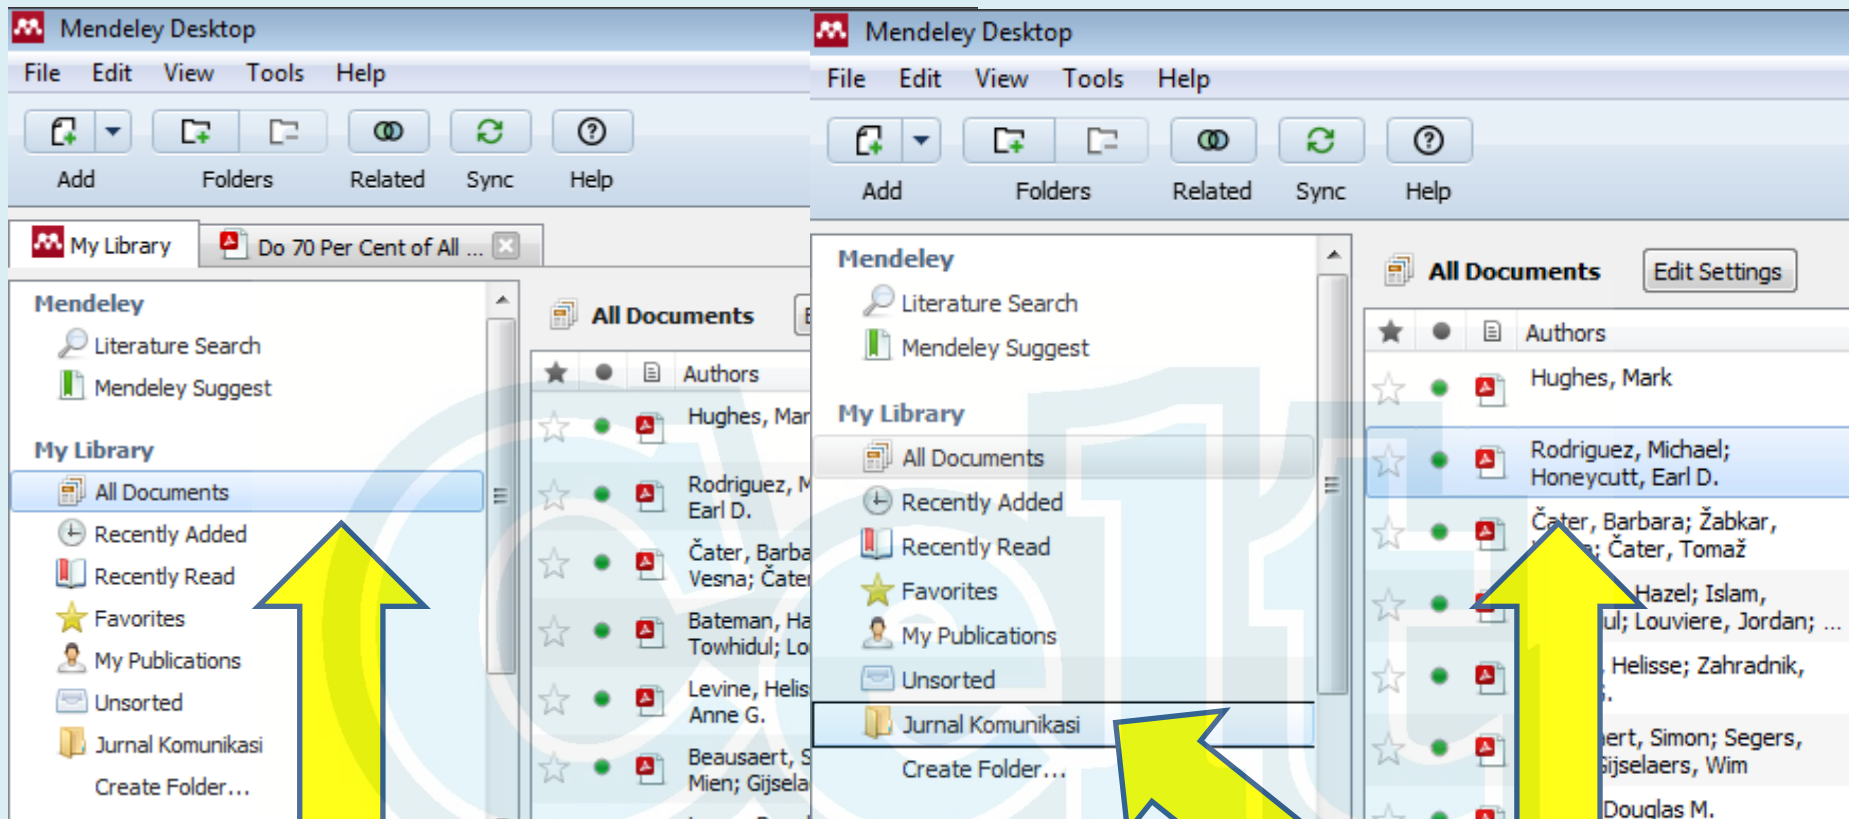 Mendeley Desktop
File Edit View Tools Help
Add Folders Related Sync Help
My Library Do 70 Per Cent of All ...
Mendeley
Literature Search
Mendeley Suggest
My Library
All Documents
Recently Added
Recently Read
Favorites
My Publications
Unsorted
Jurnal Komunikasi
Create Folder...
All Documents
Authors
Hughes, Mar
Rodriguez, M
Earl D.
Čater, Barba
Vesna; Čater
Bateman, Ha
Towhidul; Lo
Levine, Helis
Anne G.
Beausaert, S
Mien; Gijsela
Mendeley Desktop
File Edit View Tools Help
Add Folders Related Sync Help
Mendeley
Literature Search
Mendeley Suggest
My Library
All Documents
Recently Added
Recently Read
Favorites
My Publications
Unsorted
Jurnal Komunikasi
Create Folder...
All Documents Edit Settings
Authors
Hughes, Mark
Rodriguez, Michael;
Honeycutt, Earl D.
Čater, Barbara; Žabkar,
Čater, Tomaž
Hazel; Islam,
ul; Louviere, Jordan; ...
Helisse; Zahradnik,
ert, Simon; Segers,
Gijselaers, Wim
Douglas M.